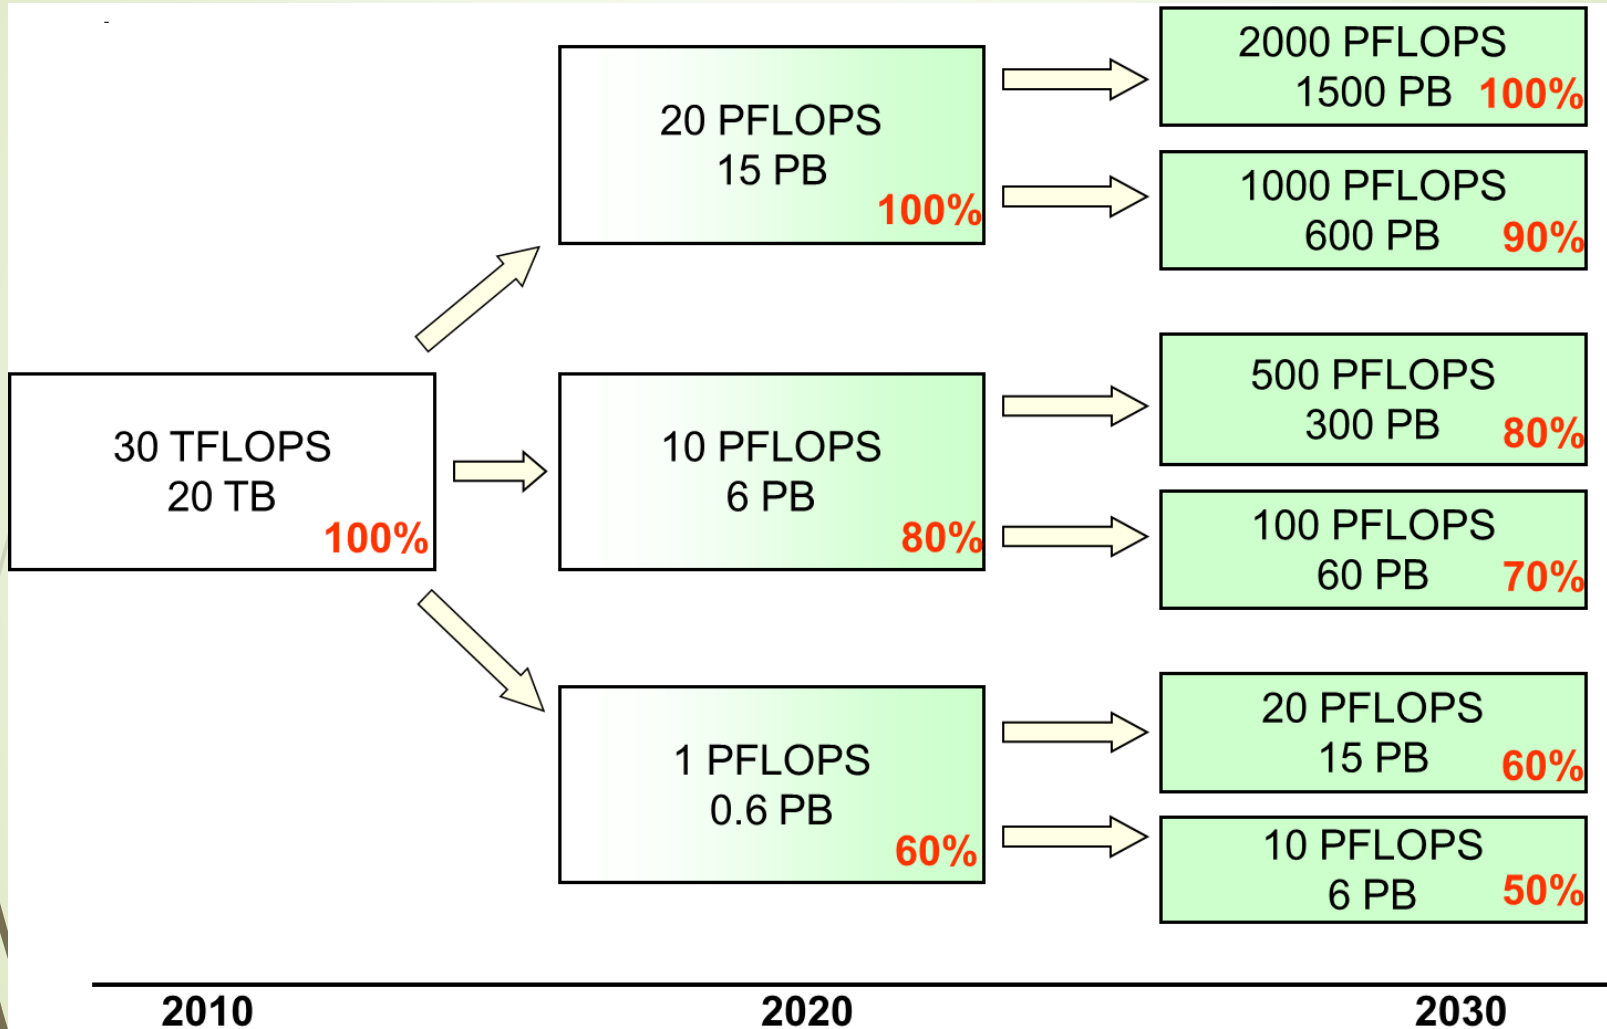 30 TFLOPS
20 TB
100%
20 PFLOPS
15 PB
100%
10 PFLOPS
6 PB
80%
1 PFLOPS
0.6 PB
60%
2000 PFLOPS
1500 PB 100%
1000 PFLOPS
600 PB 90%
500 PFLOPS
300 PB 80%
100 PFLOPS
60 PB 70%
20 PFLOPS
15 PB 60%
10 PFLOPS
6 PB 50%
2010 2020 2030